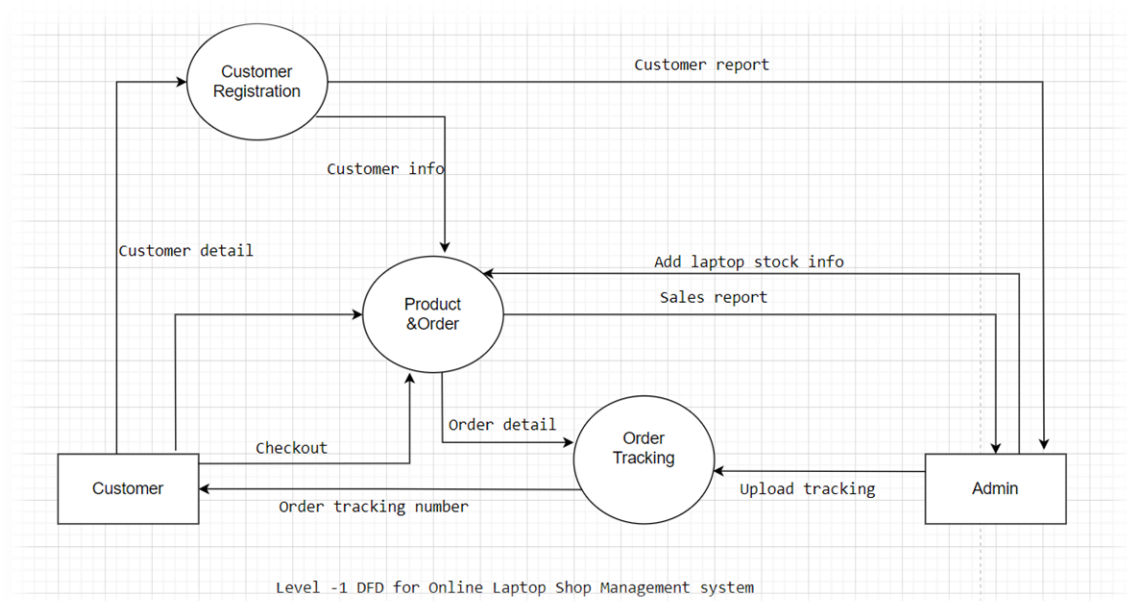 Customer
Registration
Customer report
Customer info
Customer detail
Add laptop stock info
Sales report
Product
&Order
Order detail
Checkout
Order
Tracking
Customer
Admin
Upload tracking
Order tracking number
Level -1 DFD for Online Laptop Shop Management system